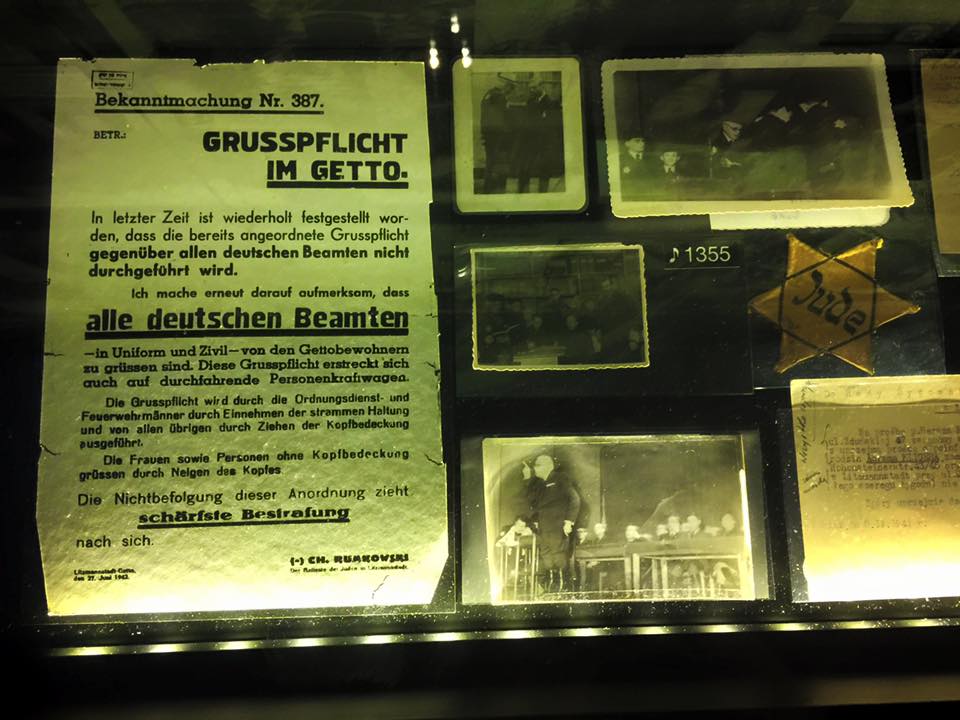 Bekanntmachung Nr. 387.
BETR.:
GRUSSPFLICHT
IM GETTO.
In letzter Zeit ist wiederholt festgestellt wor-
den, dass die bereits angeordnete Grusspflicht
gegenüber allen deutschen Beamten nicht
durchgeführt wird.
Ich mache erneut darauf aufmerksam, dass
alle deutschen Beamten
—in Uniform und Zivil—von den Gettobewohnern
zu grüssen sind. Diese Grusspflicht erstreckt sich
auch auf durchfahrende Personenkraftwagen.
Die Grusspflicht wird durch die Ordnungsdienst- und
Feuerwehrmänner durch Einnehmen der strammen Haltung
und von allen übrigen durch Ziehen der Kopfbedeckung
ausgeführt.
Die Frauen sowie Personen ohne Kopfbedeckung
grüssen durch Neigen des Kopfes.
Die Nichtbefolgung dieser Anordnung zieht
schärfste Bestrafung
nach sich.
(-) CH. RUMKOWSKI
Der Aelteste der Juden in Litzmannstadt.
Litzmannstadt-Getto,
den 27. Juni 1942.
♪ 1355
Jude